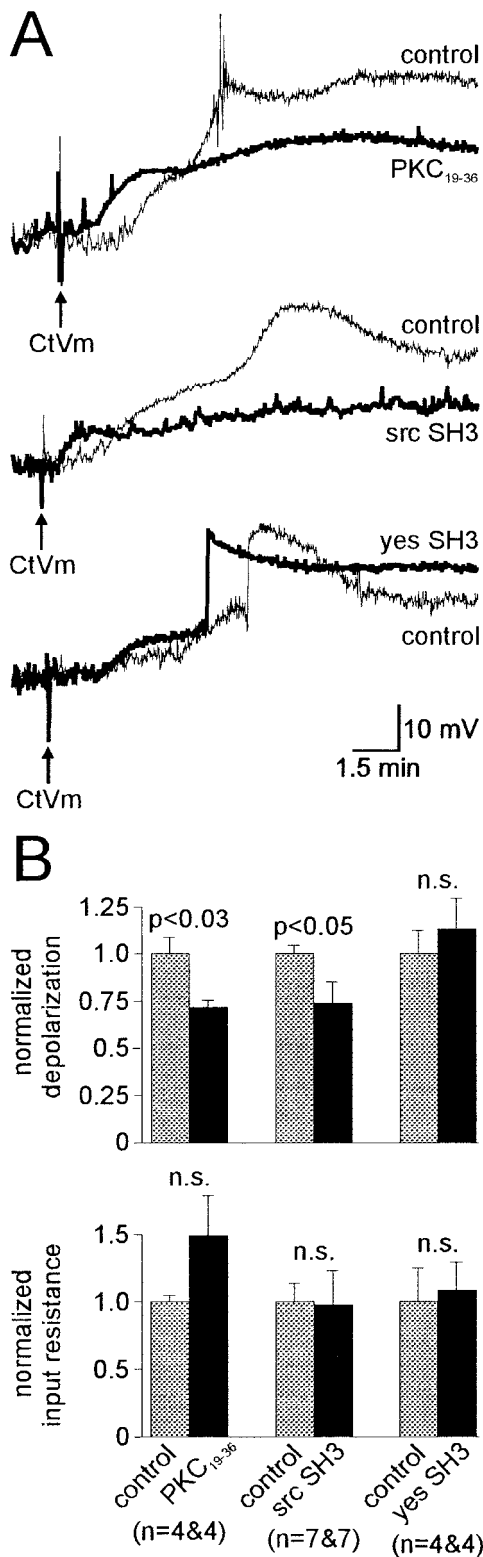 A
control
PKC19-36
CtVm
control
src SH3
CtVm
yes SH3
control
10 mV
1.5 min
CtVm
B
normalized
depolarization
1.25
1.0
0.75
0.5
0.25
0
p<0.03
p<0.05
n.s.
normalized
input resistance
1.5
1.0
0.5
0
n.s.
n.s.
n.s.
control
PKC19-36
(n=4&4)
control
src SH3
(n=7&7)
control
yes SH3
(n=4&4)